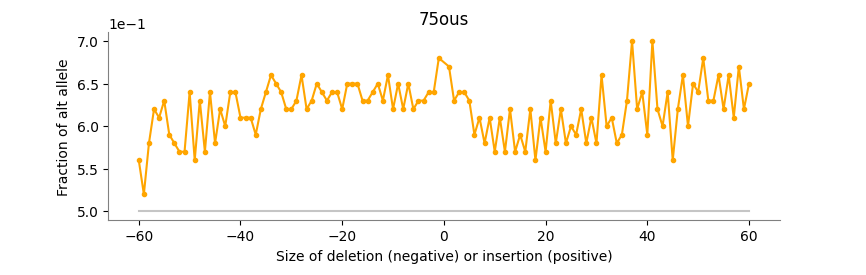 75ous
1e−1
7.0
6.5
6.0
5.5
5.0
Fraction of alt allele
−60 −40 −20 0 20 40 60
Size of deletion (negative) or insertion (positive)